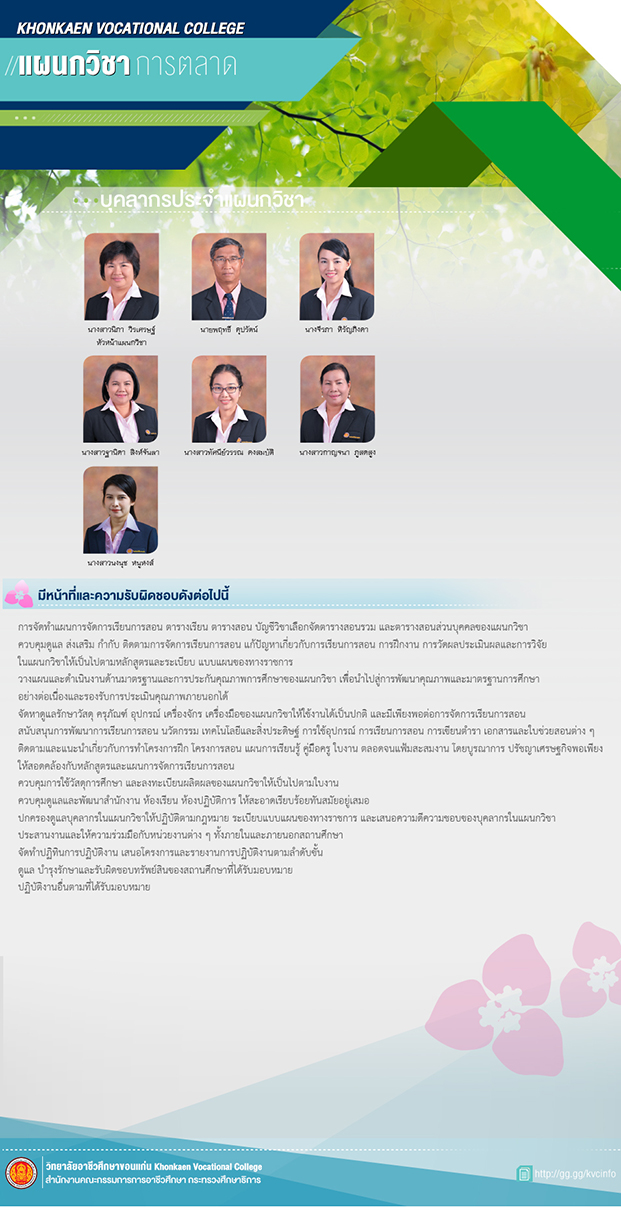 KHONKAEN VOCATIONAL COLLEGE
//แผนกวิชา การตลาด
บุคลากรประจำแผนกวิชา
นางสาวนิภา วิรเศรษฐ์ นายพฤทธิ์ ศุปรัตน์ นางจีรภา หิรัญภิงคา
หัวหน้าแผนกวิชา
นางสาวฐานิศา สิงห์จันลา นางสาวทัศนีย์วรรณ คงสมบัติ นางสาวกาญจนา ภูสดสูง
นางสาวนงนุช หนูหงส์
มีหน้าที่และความรับผิดชอบดังต่อไปนี้
การจัดทำแผนการจัดการเรียนการสอน ตารางเรียน ตารางสอน บัญชีวิชาเลือกจัดตารางสอนรวม และตารางสอนส่วนบุคคลของแผนกวิชา
ควบคุมดูแล ส่งเสริม กำกับ ติดตามการจัดการเรียนการสอน แก้ปัญหาเกี่ยวกับการเรียนการสอน การฝึกงาน การวัดผลประเมินผลและการวิจัย
ในแผนกวิชาให้เป็นไปตามหลักสูตรและระเบียบ แบบแผนของทางราชการ
วางแผนและดำเนินงานด้านมาตรฐานและการประกันคุณภาพการศึกษาของแผนกวิชา เพื่อนำไปสู่การพัฒนาคุณภาพและมาตรฐานการศึกษา
อย่างต่อเนื่องและรองรับการประเมินคุณภาพภายนอกได้
จัดหาดูแลรักษาวัสดุ ครุภัณฑ์ อุปกรณ์ เครื่องจักร เครื่องมือของแผนกวิชาให้ใช้งานได้เป็นปกติ และมีเพียงพอต่อการจัดการเรียนการสอน
สนับสนุนการพัฒนาการเรียนการสอน นวัตกรรม เทคโนโลยีและสิ่งประดิษฐ์ การใช้อุปกรณ์ การเรียนการสอน การเขียนตำรา เอกสารและใบช่วยสอนต่าง ๆ
ติดตามและแนะนำเกี่ยวกับการทำโครงการฝึก โครงการสอน แผนการเรียนรู้ คู่มือครู ใบงาน ตลอดจนแฟ้มสะสมงาน โดยบูรณาการ ปรัชญาเศรษฐกิจพอเพียง
ให้สอดคล้องกับหลักสูตรและแผนการจัดการเรียนการสอน
ควบคุมการใช้วัสดุการศึกษา และลงทะเบียนผลิตผลของแผนกวิชาให้เป็นไปตามใบงาน
ควบคุมดูแลและพัฒนาสำนักงาน ห้องเรียน ห้องปฏิบัติการ ให้สะอาดเรียบร้อยทันสมัยอยู่เสมอ
ปกครองดูแลบุคลากรในแผนกวิชาให้ปฏิบัติตามกฎหมาย ระเบียบแบบแผนของทางราชการ และเสนอความดีความชอบของบุคลากรในแผนกวิชา
ประสานงานและให้ความร่วมมือกับหน่วยงานต่าง ๆ ทั้งภายในและภายนอกสถานศึกษา
จัดทำปฏิทินการปฏิบัติงาน เสนอโครงการและรายงานการปฏิบัติงานตามลำดับขั้น
ดูแล บำรุงรักษาและรับผิดชอบทรัพย์สินของสถานศึกษาที่ได้รับมอบหมาย
ปฏิบัติงานอื่นตามที่ได้รับมอบหมาย
วิทยาลัยอาชีวศึกษาขอนแก่น Khonkaen Vocational College
สำนักงานคณะกรรมการการอาชีวศึกษา กระทรวงศึกษาธิการ
http://gg.gg/kvcinfo